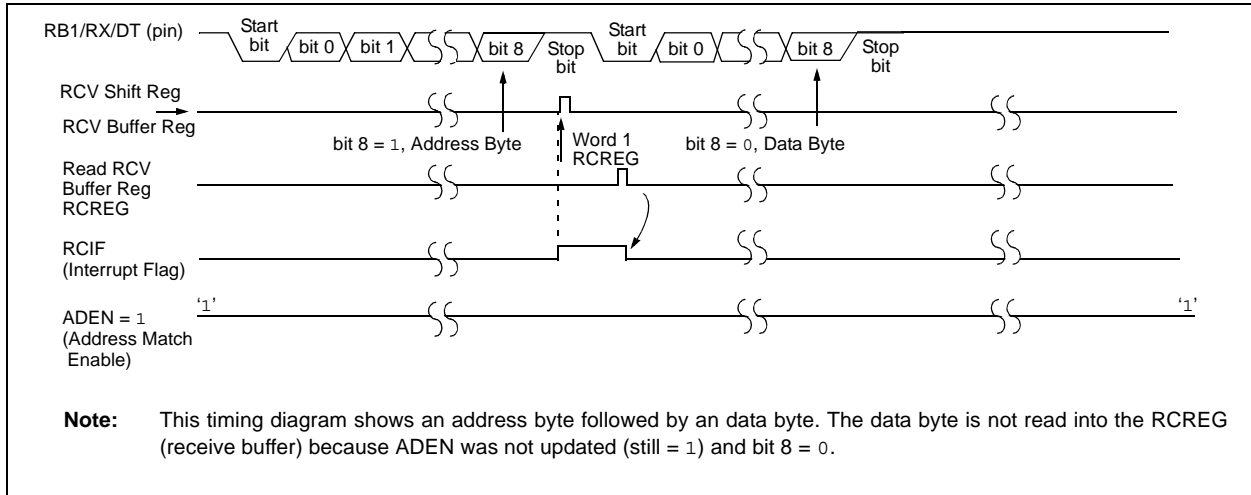 RB1/RX/DT (pin)
Start
bit
bit 0
bit 1
bit 8
Stop
bit
Start
bit
bit 0
bit 8
Stop
bit
RCV Shift Reg
RCV Buffer Reg
bit 8 = 1, Address Byte
Word 1
RCREG
bit 8 = 0, Data Byte
Read RCV
Buffer Reg
RCREG
RCIF
(Interrupt Flag)
ADEN = 1
(Address Match
Enable)
‘1’
‘1’
Note: This timing diagram shows an address byte followed by an data byte. The data byte is not read into the RCREG
(receive buffer) because ADEN was not updated (still = 1) and bit 8 = 0.